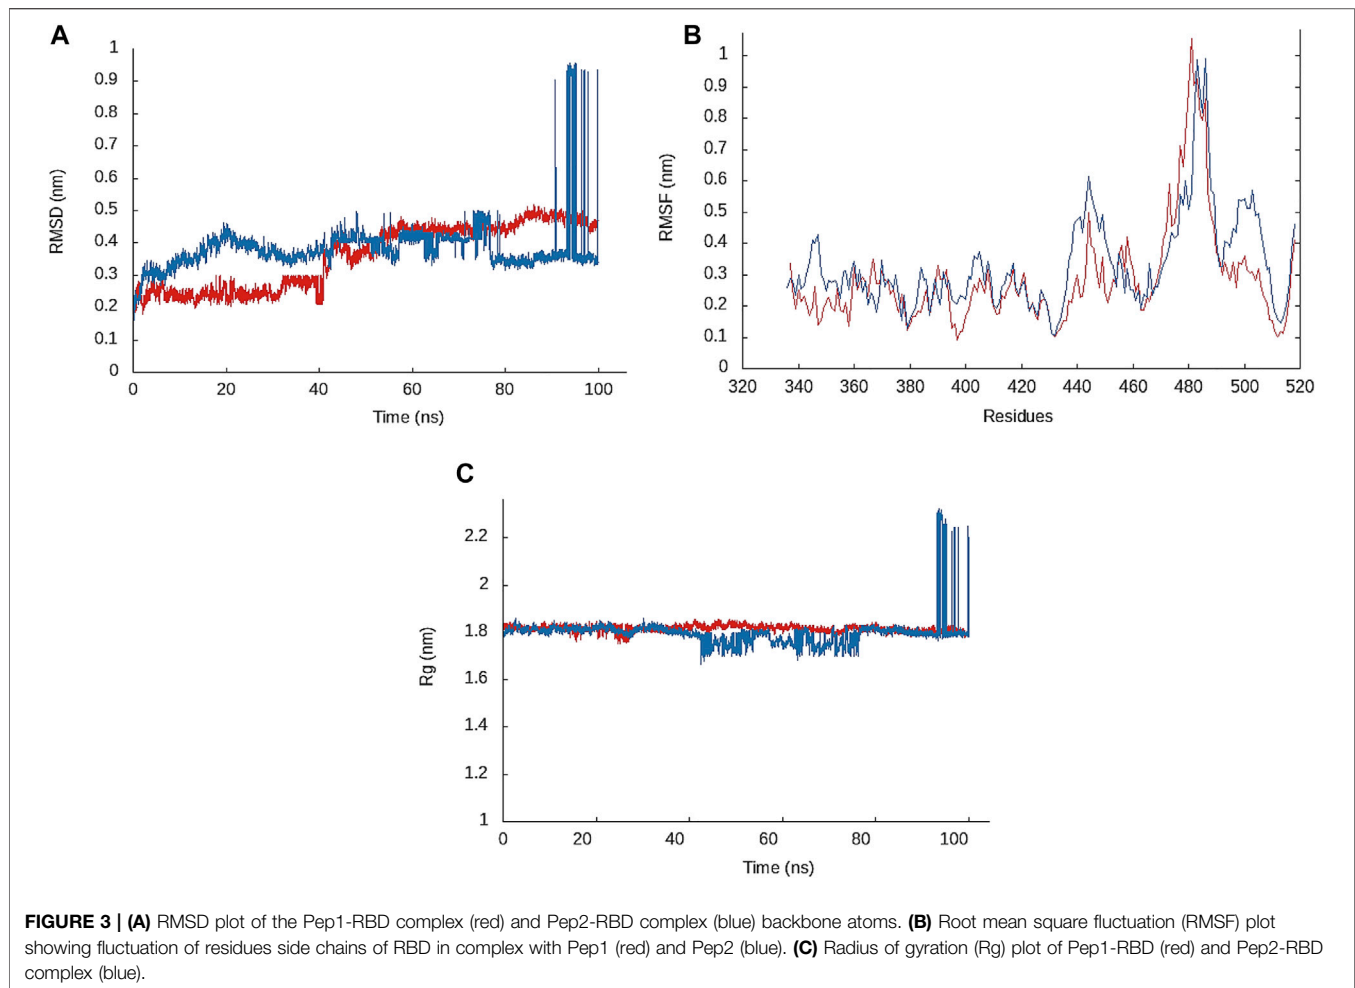 A
1
0.9
0.8
0.7
0.6
0.5
0.4
0.3
0.2
0.1
0
RMSD (nm)
0 20 40 60 80 100
Time (ns)
B
1
0.9
0.8
0.7
0.6
0.5
0.4
0.3
0.2
0.1
0
RMSF (nm)
320 340 360 380 400 420 440 460 480 500 520
Residues
C
2.2
2
1.8
1.6
1.4
1.2
1
Rg (nm)
0 20 40 60 80 100
Time (ns)
FIGURE 3 | (A) RMSD plot of the Pep1-RBD complex (red) and Pep2-RBD complex (blue) backbone atoms. (B) Root mean square fluctuation (RMSF) plot
showing fluctuation of residues side chains of RBD in complex with Pep1 (red) and Pep2 (blue). (C) Radius of gyration (Rg) plot of Pep1-RBD (red) and Pep2-RBD
complex (blue).